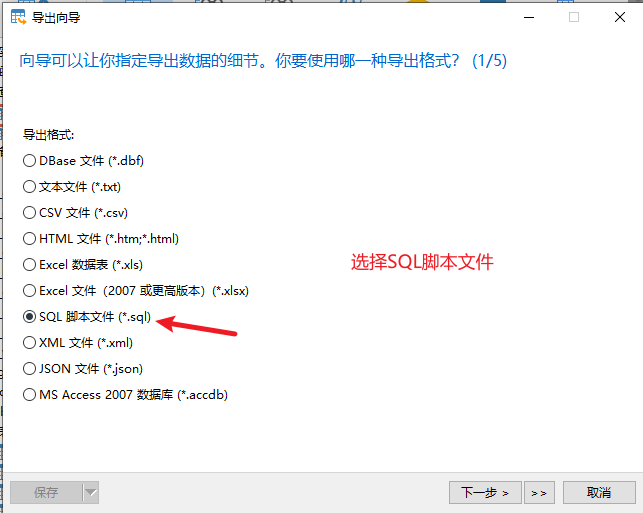 导出向导
向导可以让你指定导出数据的细节。你要使用哪一种导出格式？ (1/5)
导出格式:
DBase 文件 (*.dbf)
文本文件 (*.txt)
CSV 文件 (*.csv)
HTML 文件 (*.htm;*.html)
Excel 数据表 (*.xls)
选择SQL脚本文件
Excel 文件（2007 或更高版本）(*.xlsx)
SQL 脚本文件 (*.sql)
XML 文件 (*.xml)
JSON 文件 (*.json)
MS Access 2007 数据库 (*.accdb)
保存 下一步 > >> 取消